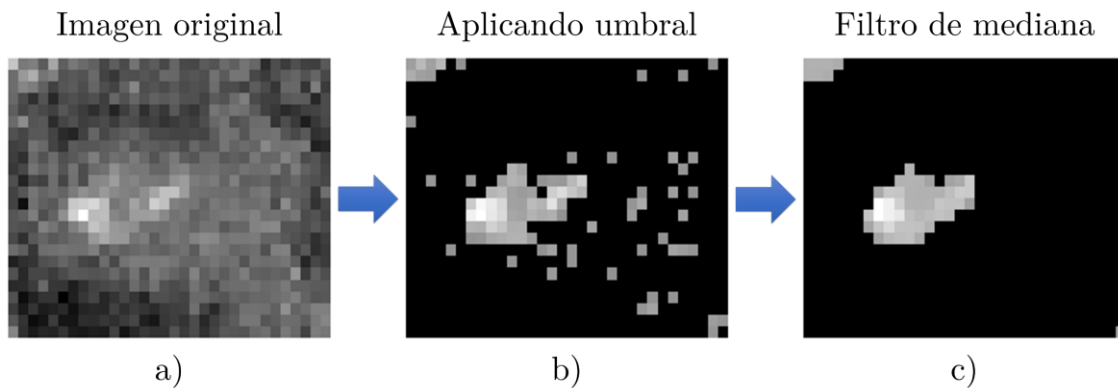 Imagen original
Aplicando umbral
Filtro de mediana
a)
b)
c)